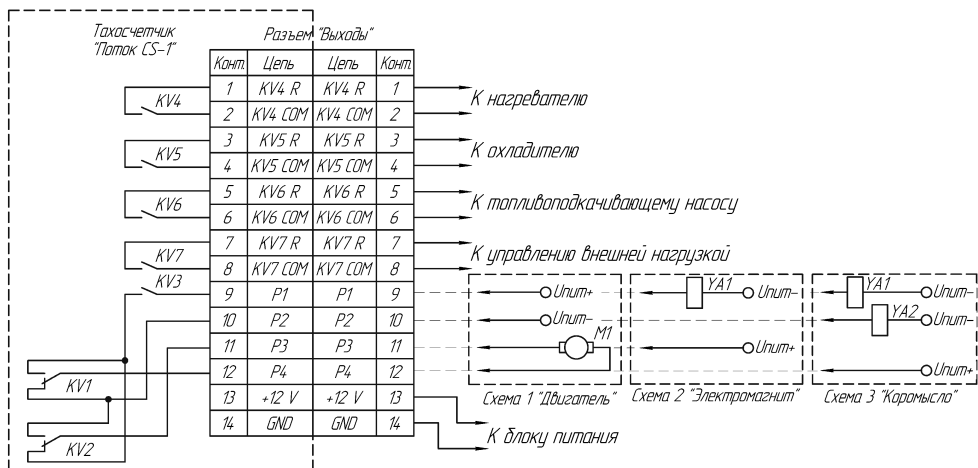 Тахосчетчик
"Поток CS-1"
Разъем "Выходы"
Конт. Цепь Цепь Конт.
1 KV4 R KV4 R 1
2 KV4 COM KV4 COM 2
3 KV5 R KV5 R 3
4 KV5 COM KV5 COM 4
5 KV6 R KV6 R 5
6 KV6 COM KV6 COM 6
7 KV7 R KV7 R 7
8 KV7 COM KV7 COM 8
9 P1 P1 9
10 P2 P2 10
11 P3 P3 11
12 P4 P4 12
13 +12 V +12 V 13
14 GND GND 14
KV4
KV5
KV6
KV7
KV3
KV1
KV2
К нагревателю
К охладителю
К топливоподкачивающему насосу
К управлению внешней нагрузкой
Uпит+
Uпит-
M1
Схема 1 "Двигатель"
YA1
Uпит-
Uпит+
Схема 2 "Электромагнит"
YA1
Uпит-
YA2
Uпит-
Uпит+
Схема 3 "Коромысло"
К блоку питания